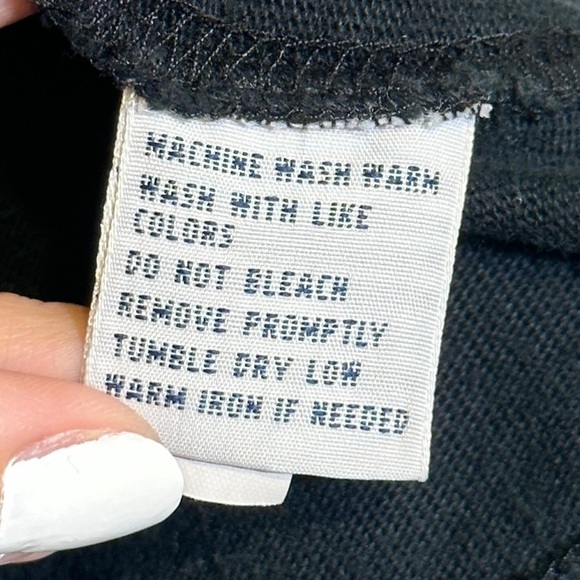 MACHINE WASH WARM
WASH WITH LIKE
COLORS
DO NOT BLEACH
REMOVE PROMPTLY
TUMBLE DRY LOW
WARM IRON IF NEEDED